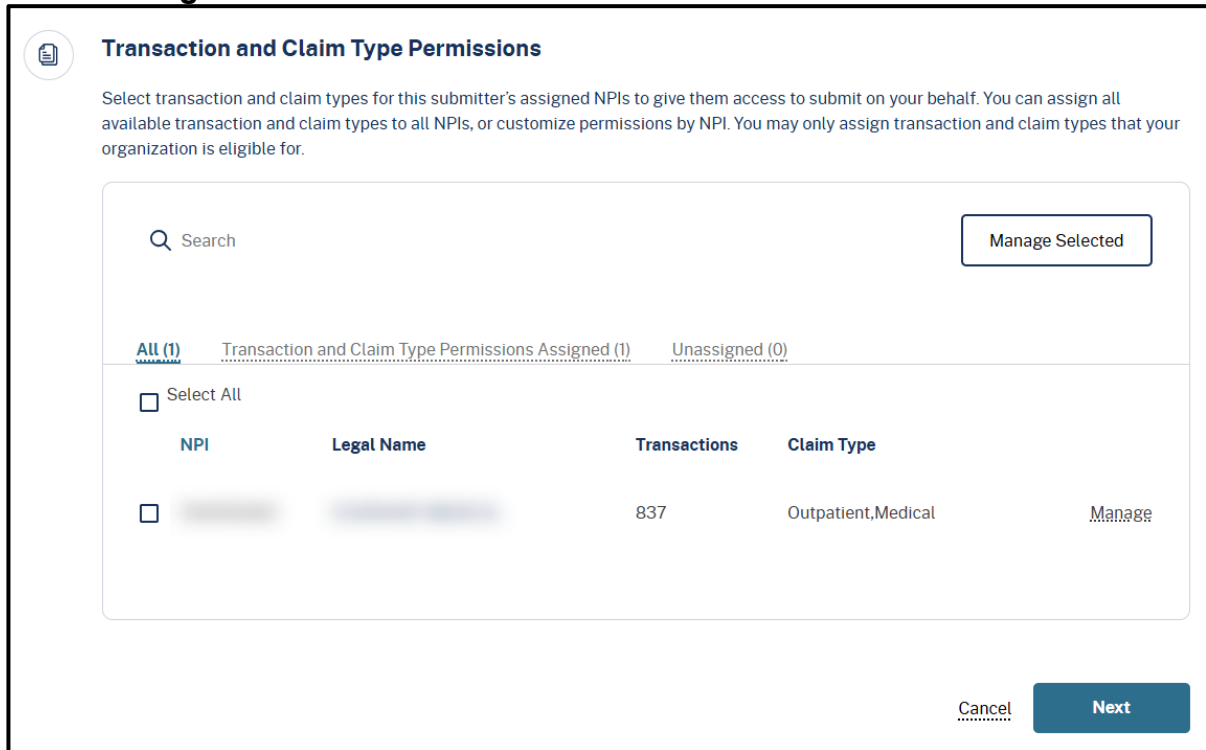 Transaction and Claim Type Permissions
Select transaction and claim types for this submitter's assigned NPIs to give them access to submit on your behalf. You can assign all
available transaction and claim types to all NPIs, or customize permissions by NPI. You may only assign transaction and claim types that your
organization is eligible for.
Search
Manage Selected
All (1) Transaction and Claim Type Permissions Assigned (1) Unassigned (0)
Select All
NPI Legal Name Transactions Claim Type
837 Outpatient,Medical Manage
Cancel Next